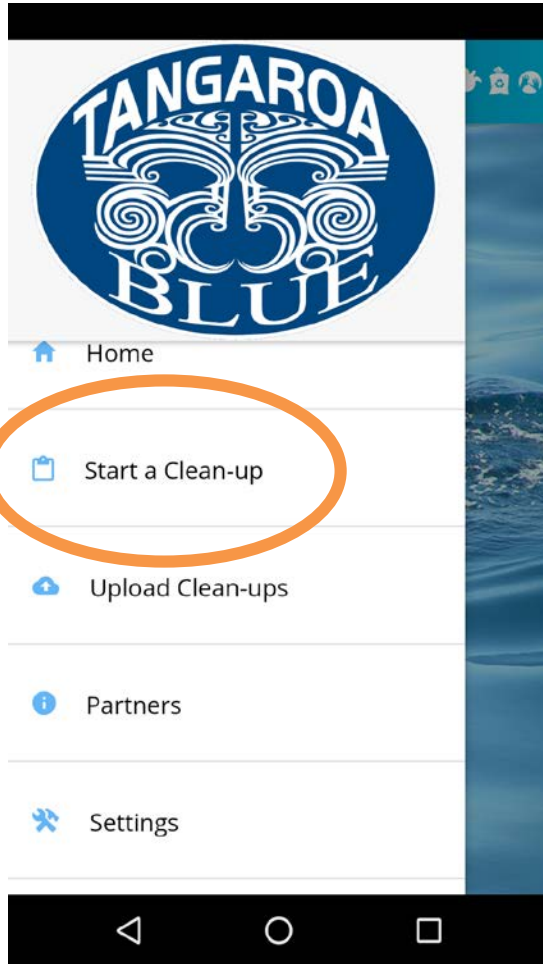 TANGAROA
BLUE
Home
Start a Clean-up
Upload Clean-ups
Partners
Settings